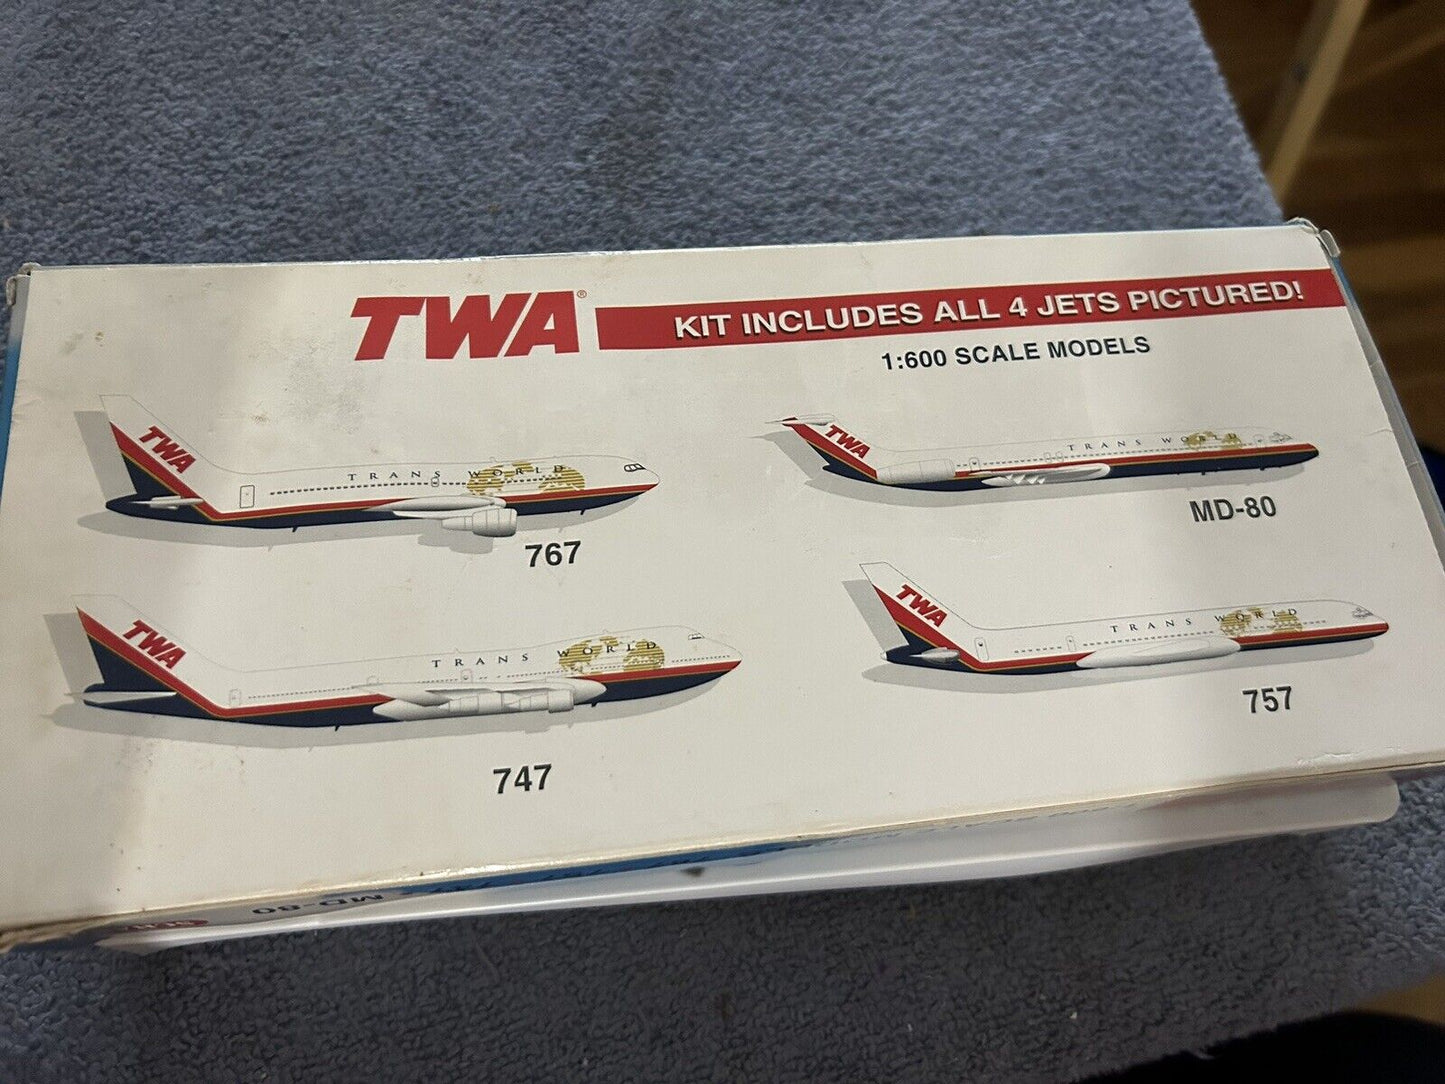 TWA®
KIT INCLUDES ALL 4 JETS PICTURED!
1:600 SCALE MODELS
TWA
TRANS WORLD
767
TWA
TRANS WORLD
MD-80
TWA
TRANS WORLD
747
TWA
TRANS WORLD
757
MD-80